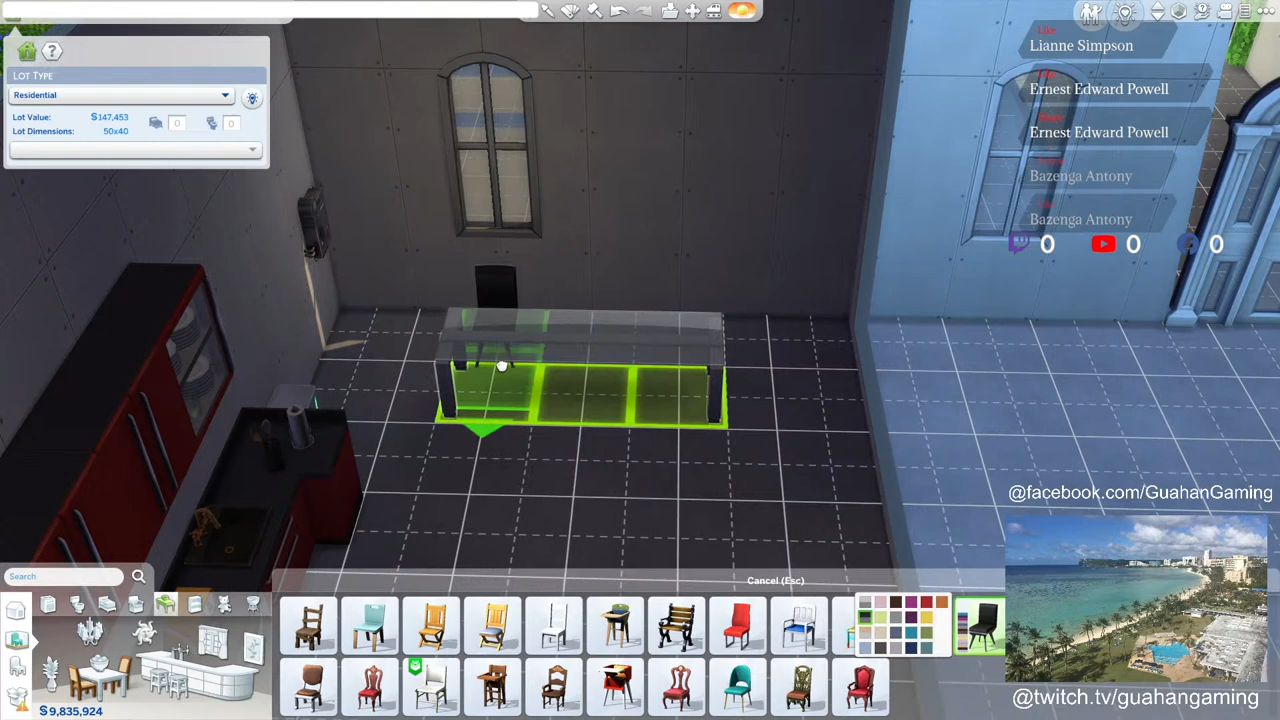 LOT TYPE
Residential
Lot Value: $147,453
Lot Dimensions: 50x40
0
0
Like
Lianne Simpson
Ernest Edward Powell
Ernest Edward Powell
Bazenga Antony
Like
Bazenga Antony
0
0
0
@facebook.com/GuahanGaming
Cancel (Esc)
Search
$9,835,924
@twitch.tv/guahangaming